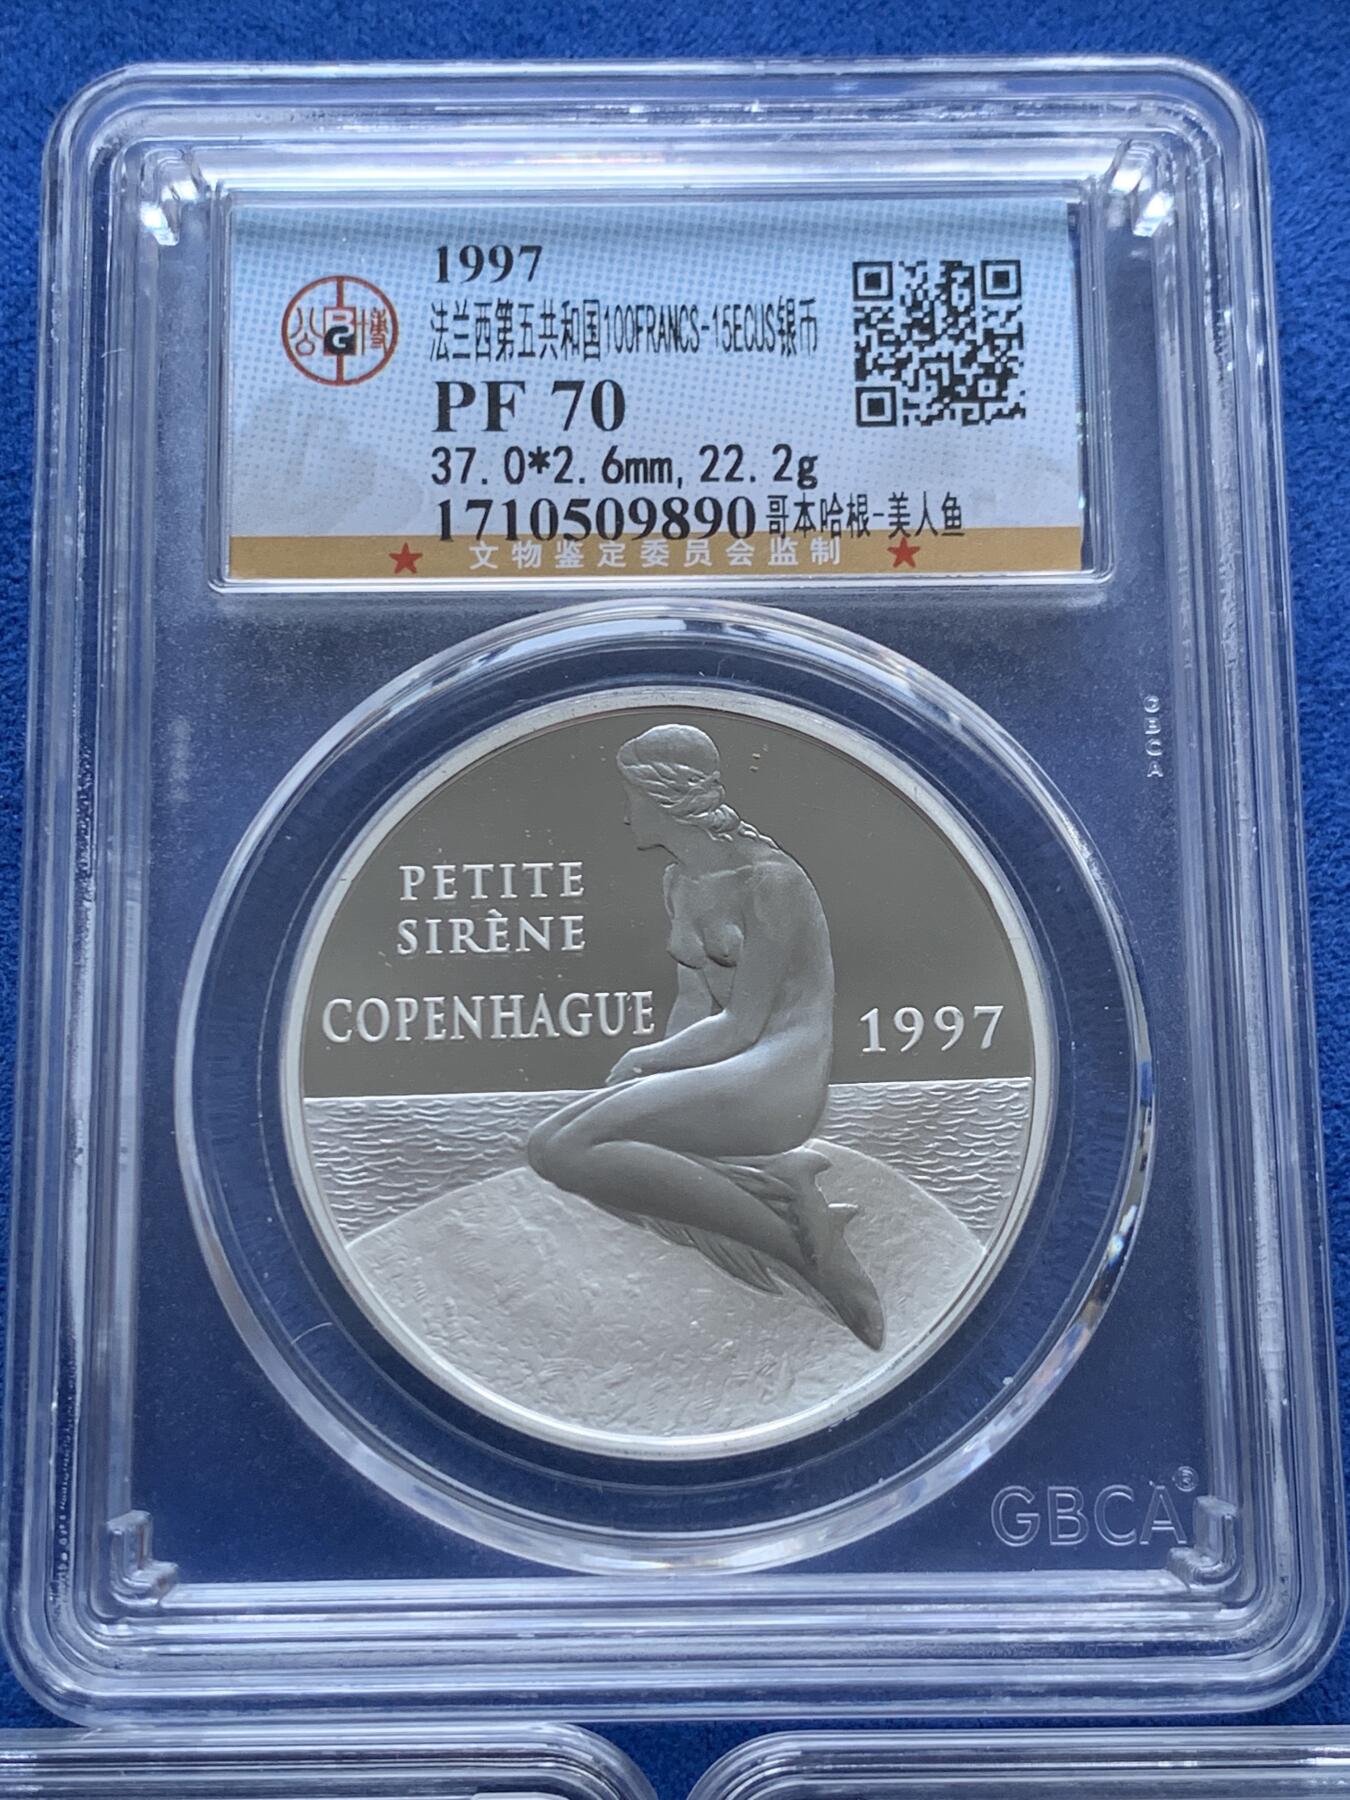 1997
法兰西第五共和国100FRANCS-15ECUS银币
PF 70
37.0*2.6mm, 22.2g
1710509890 哥本哈根-美人鱼
文物鉴定委员会监制
公博
PETITE
SIRÈNE
COPENHAGUE
1997
GBCA
GBCA®